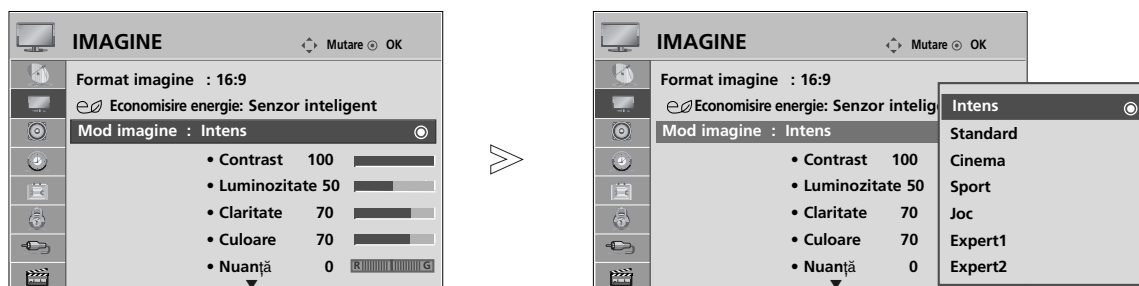 IMAGINE Mutare OK
Format imagine : 16:9
Economisire energie: Senzor inteligent
Mod imagine : Intens
• Contrast 100
• Luminozitate 50
• Claritate 70
• Culoare 70
• Nuanță 0 R G
IMAGINE Mutare OK
Format imagine : 16:9
Economisire energie: Senzor intelig
Mod imagine : Intens
• Contrast 100
• Luminozitate 50
• Claritate 70
• Culoare 70
• Nuanță 0
Intens
Standard
Cinema
Sport
Joc
Expert1
Expert2